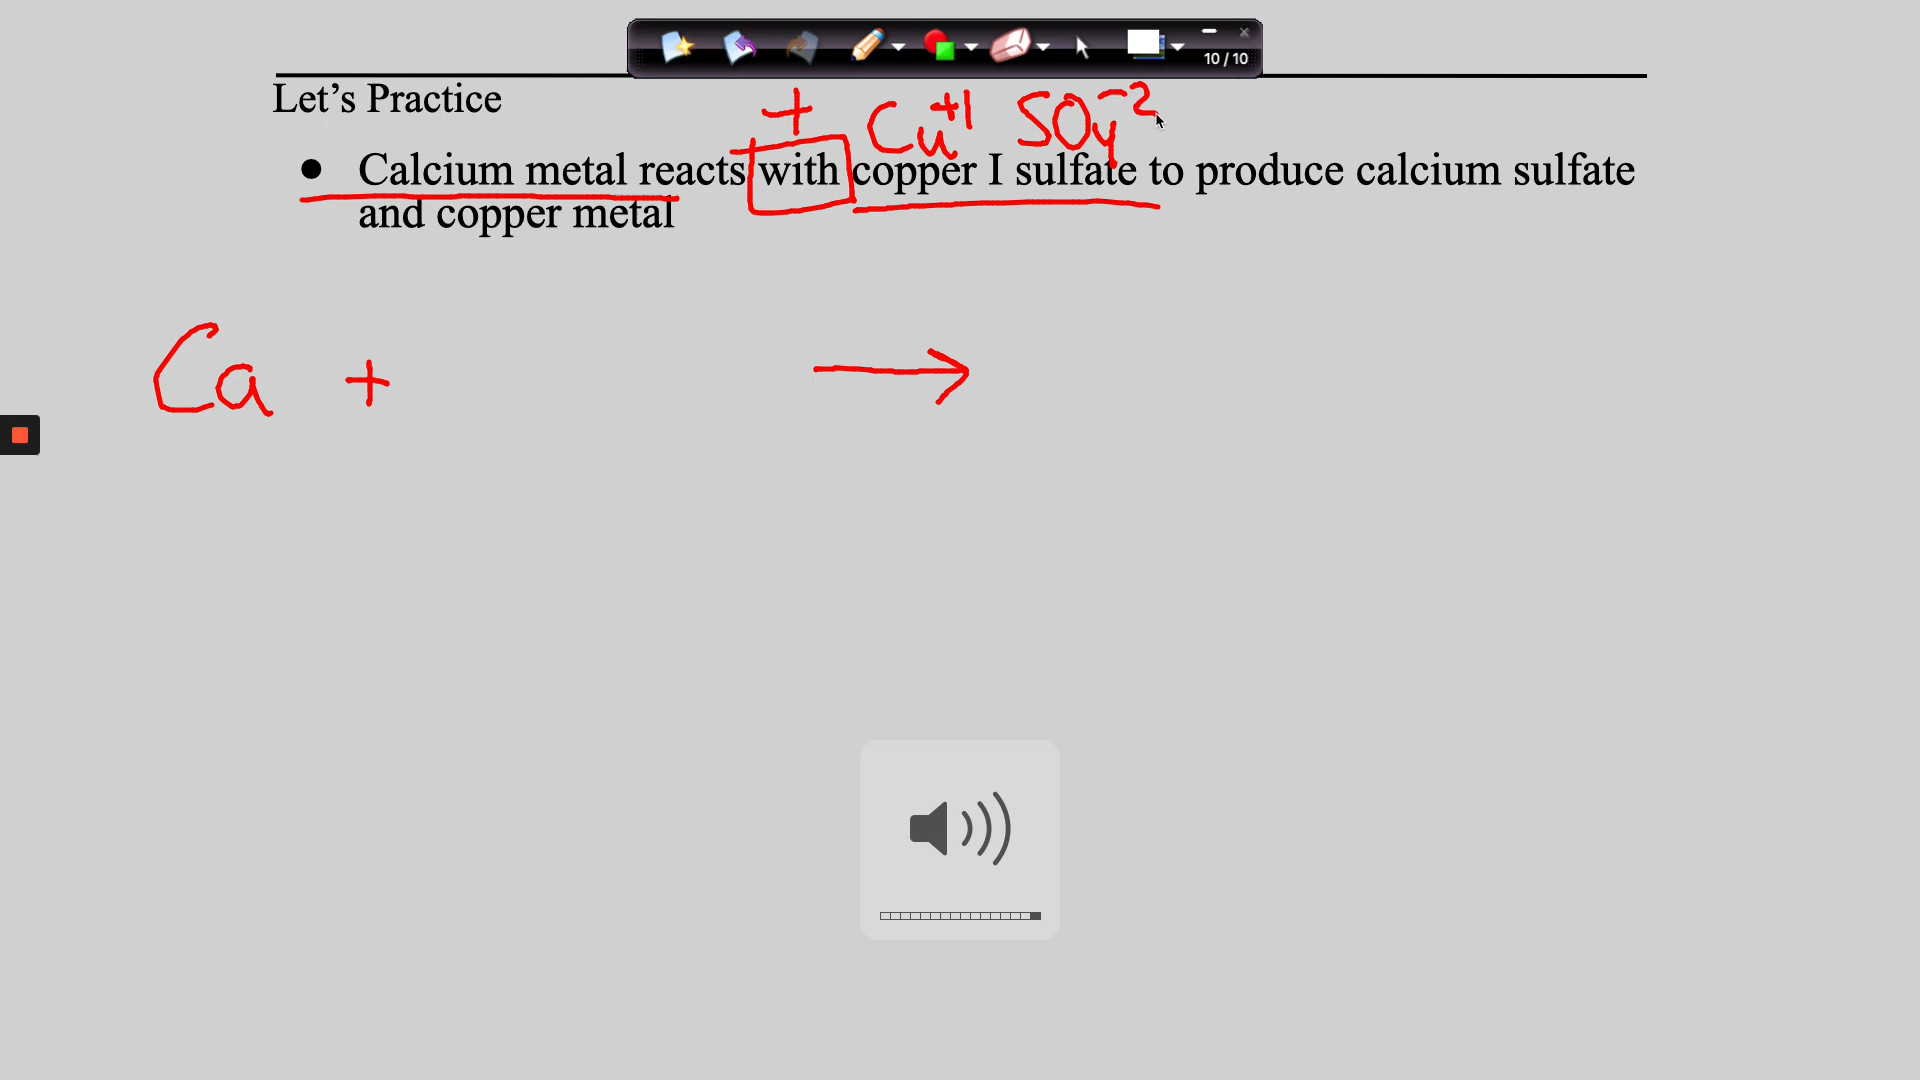 10 / 10
Let’s Practice
+ Cu+1 SO4-2
● Calcium metal reacts with copper I sulfate to produce calcium sulfate
and copper metal
Ca + →